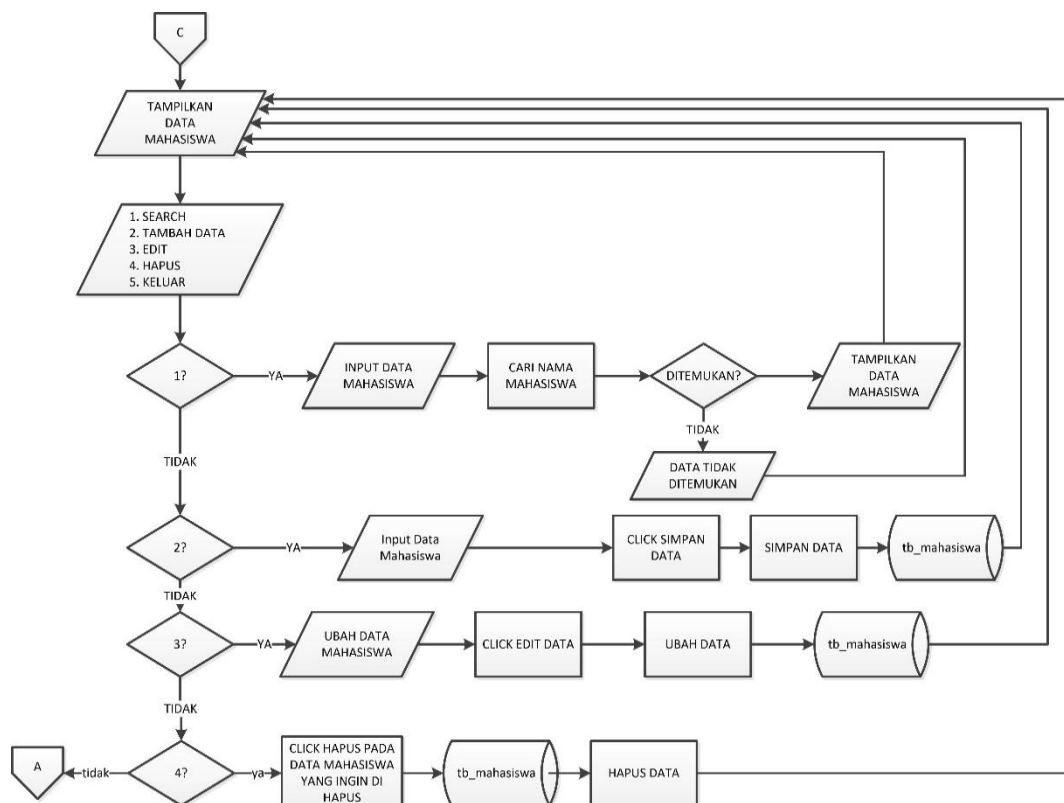 C
TAMPILKAN
DATA
MAHASISWA
1. SEARCH
2. TAMBAH DATA
3. EDIT
4. HAPUS
5. KELUAR
1?
YA
INPUT DATA
MAHASISWA
CARI NAMA
MAHASISWA
DITEMUKAN?
TAMPILKAN
DATA
MAHASISWA
TIDAK
DATA TIDAK
DITEMUKAN
TIDAK
2?
YA
Input Data
Mahasiswa
CLICK SIMPAN
DATA
SIMPAN DATA
tb_mahasiswa
TIDAK
3?
YA
UBAH DATA
MAHASISWA
CLICK EDIT DATA
UBAH DATA
tb_mahasiswa
TIDAK
A
tidak
4?
ya
CLICK HAPUS PADA
DATA MAHASISWA
YANG INGIN DI
HAPUS
tb_mahasiswa
HAPUS DATA